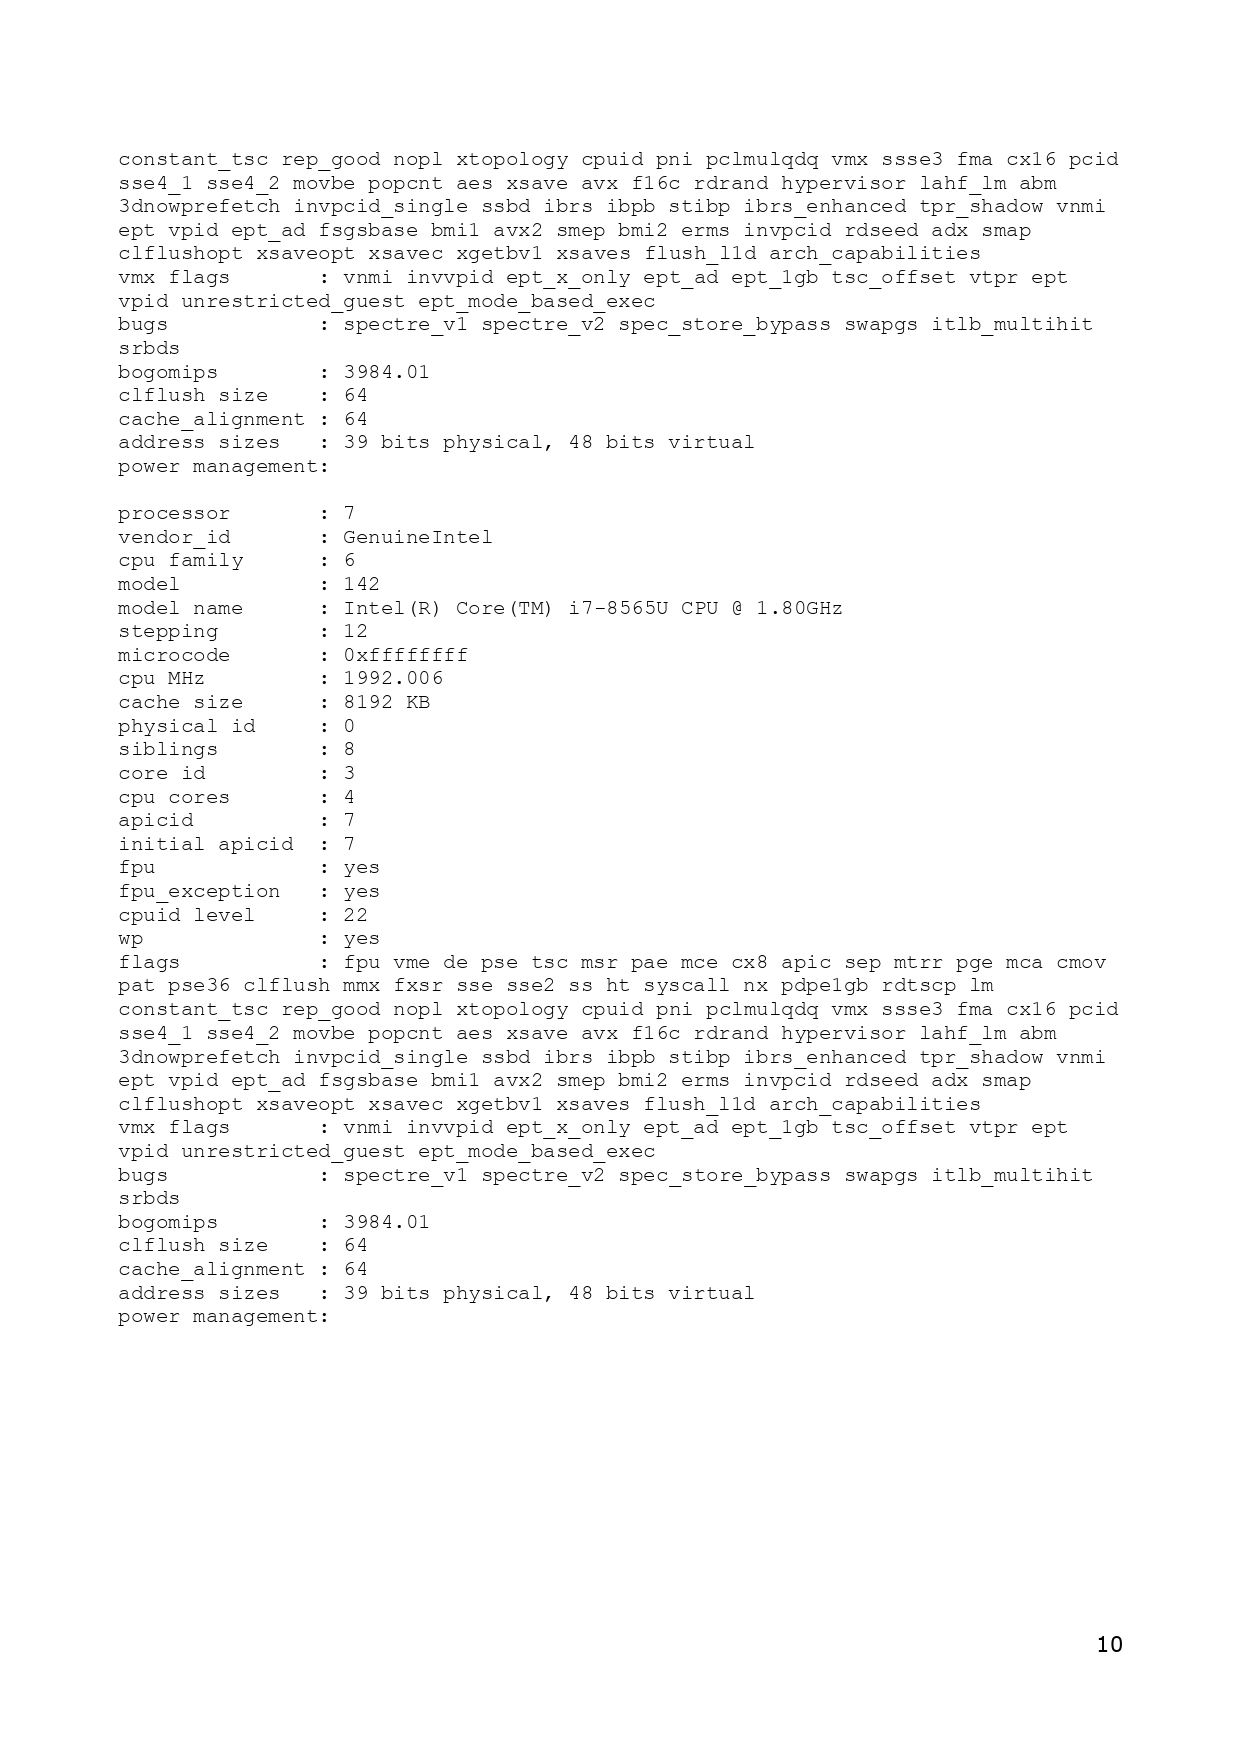 constant_tsc rep_good nopl xtopology cpuid pni pclmulqdq vmx ssse3 fma cx16 pcid
sse4_1 sse4_2 movbe popcnt aes xsave avx f16c rdrand hypervisor lahf_lm abm
3dnowprefetch invpcid_single ssbd ibrs ibpb stibp ibrs_enhanced tpr_shadow vnmi
ept vpid ept_ad fsgsbase bmi1 avx2 smep bmi2 erms invpcid rdseed adx smap
clflushopt xsaveopt xsavec xgetbv1 xsaves flush_l1d arch_capabilities
vmx flags       : vnmi invvpid ept_x_only ept_ad ept_1gb tsc_offset vtpr ept
vpid unrestricted_guest ept_mode_based_exec
bugs            : spectre_v1 spectre_v2 spec_store_bypass swapgs itlb_multihit
srbds
bogomips        : 3984.01
clflush size    : 64
cache_alignment : 64
address sizes   : 39 bits physical, 48 bits virtual
power management:

processor       : 7
vendor_id       : GenuineIntel
cpu family      : 6
model           : 142
model name      : Intel(R) Core(TM) i7-8565U CPU @ 1.80GHz
stepping        : 12
microcode       : 0xffffffff
cpu MHz         : 1992.006
cache size      : 8192 KB
physical id     : 0
siblings        : 8
core id         : 3
cpu cores       : 4
apicid          : 7
initial apicid  : 7
fpu             : yes
fpu_exception   : yes
cpuid level     : 22
wp              : yes
flags           : fpu vme de pse tsc msr pae mce cx8 apic sep mtrr pge mca cmov
pat pse36 clflush mmx fxsr sse sse2 ss ht syscall nx pdpe1gb rdtscp lm
constant_tsc rep_good nopl xtopology cpuid pni pclmulqdq vmx ssse3 fma cx16 pcid
sse4_1 sse4_2 movbe popcnt aes xsave avx f16c rdrand hypervisor lahf_lm abm
3dnowprefetch invpcid_single ssbd ibrs ibpb stibp ibrs_enhanced tpr_shadow vnmi
ept vpid ept_ad fsgsbase bmi1 avx2 smep bmi2 erms invpcid rdseed adx smap
clflushopt xsaveopt xsavec xgetbv1 xsaves flush_l1d arch_capabilities
vmx flags       : vnmi invvpid ept_x_only ept_ad ept_1gb tsc_offset vtpr ept
vpid unrestricted_guest ept_mode_based_exec
bugs            : spectre_v1 spectre_v2 spec_store_bypass swapgs itlb_multihit
srbds
bogomips        : 3984.01
clflush size    : 64
cache_alignment : 64
address sizes   : 39 bits physical, 48 bits virtual
power management:

10